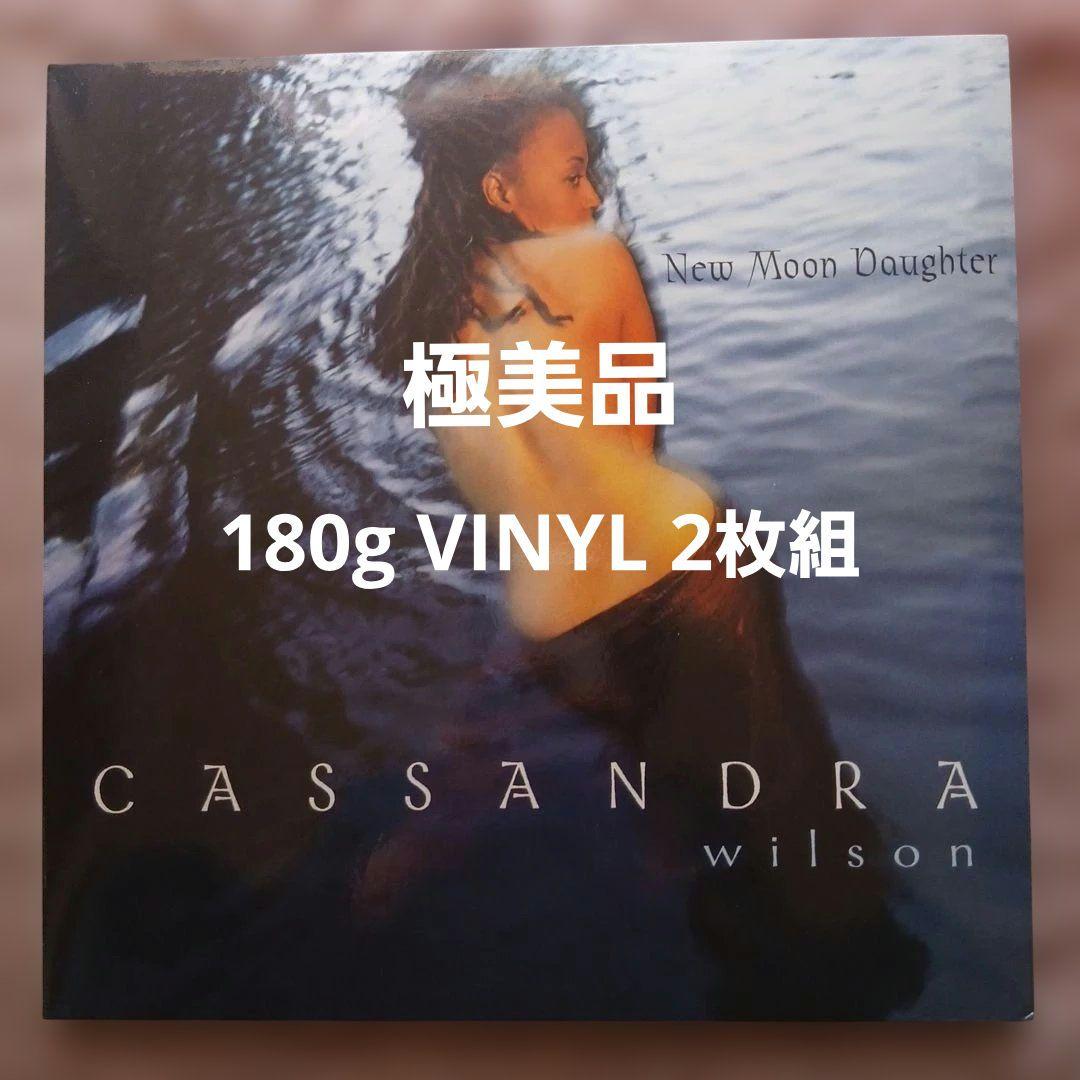 New Moon Daughter
極美品
180g VINYL 2枚組
CASSANDRA
wilson